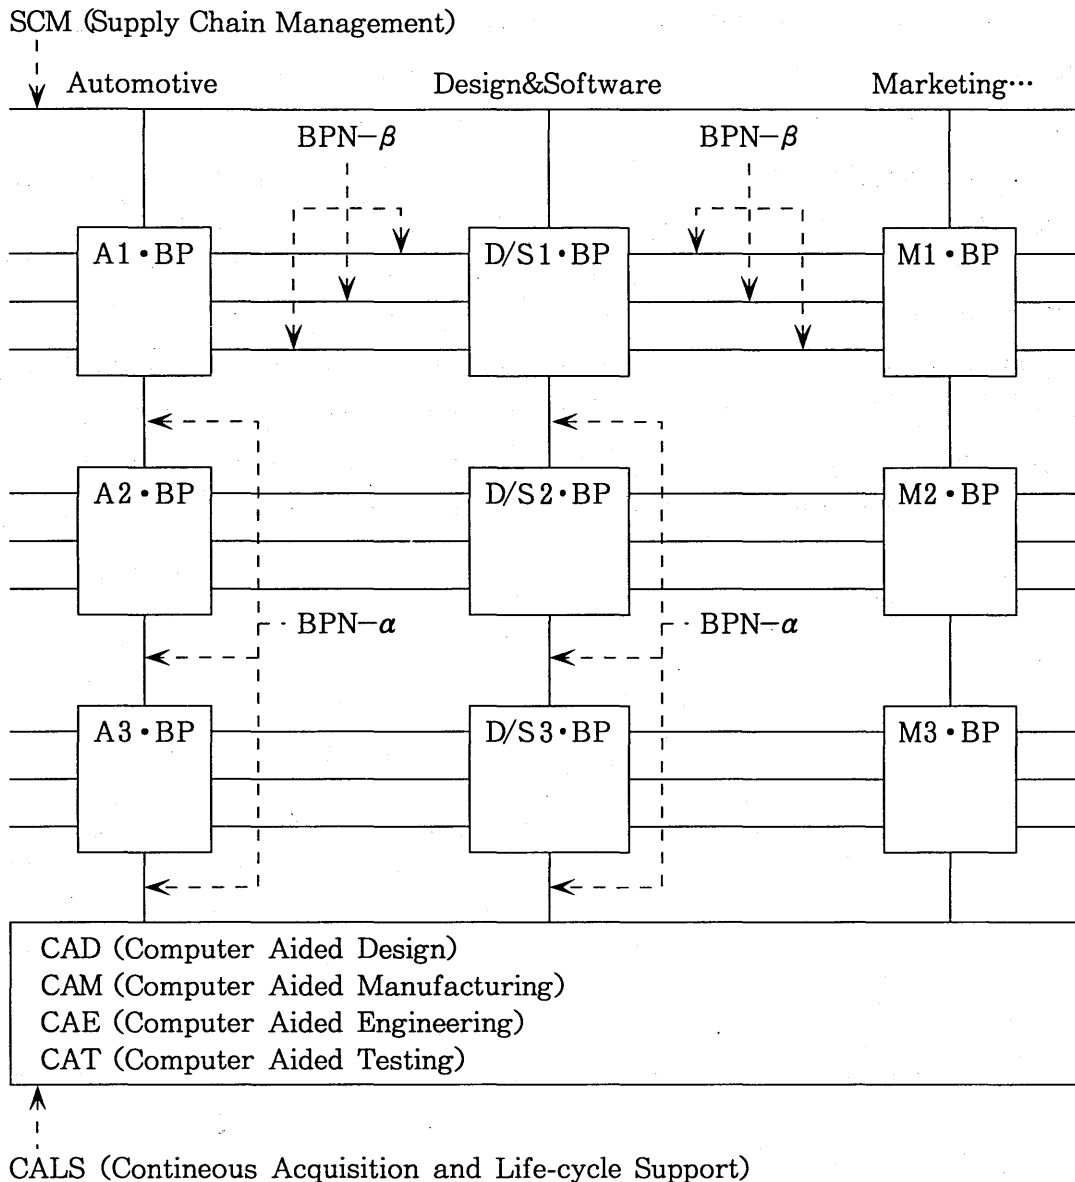 SCM (Supply Chain Management)
Automotive
Design&Software
Marketing⋯
BPN-β
BPN-β
A1・BP
D/S1・BP
M1・BP
A2・BP
D/S2・BP
M2・BP
BPN-α
BPN-α
A3・BP
D/S3・BP
M3・BP
CAD (Computer Aided Design)
CAM (Computer Aided Manufacturing)
CAE (Computer Aided Engineering)
CAT (Computer Aided Testing)
CALS (Contineous Acquisition and Life-cycle Support)